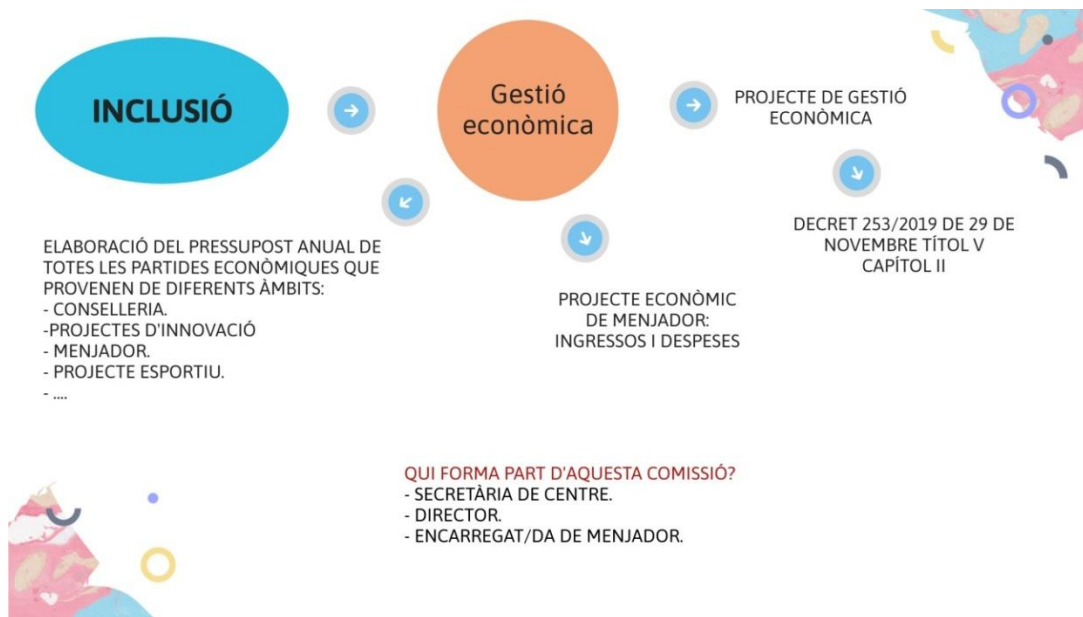 INCLUSIÓ
Gestió
econòmica
PROJECTE DE GESTIÓ
ECONÒMICA
DECRET 253/2019 DE 29 DE
NOVEMBRE TÍTOL V
CAPÍTOL II
ELABORACIÓ DEL PRESSUPOST ANUAL DE
TOTES LES PARTIDES ECONÒMIQUES QUE
PROVENEN DE DIFERENTS ÀMBITS:
- CONSELLERIA.
-PROJECTES D'INNOVACIÓ
- MENJADOR.
- PROJECTE ESPORTIU.
- ....
PROJECTE ECONÒMIC
DE MENJADOR:
INGRESSOS I DESPESES
QUI FORMA PART D'AQUESTA COMISSIÓ?
- SECRETÀRIA DE CENTRE.
- DIRECTOR.
- ENCARREGAT/DA DE MENJADOR.